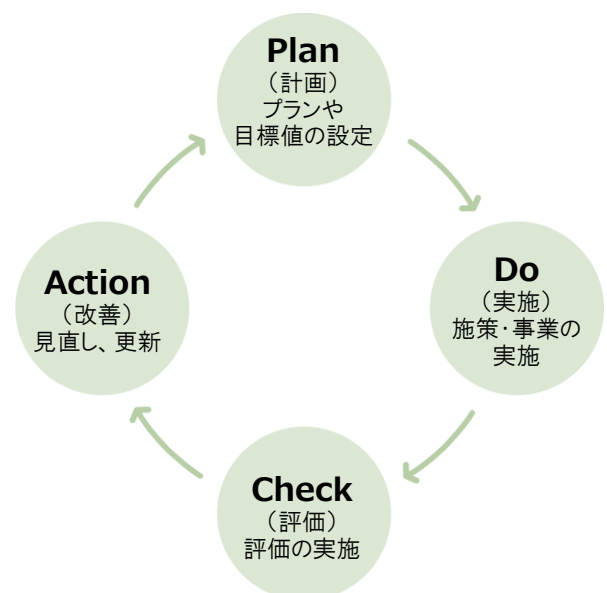 Plan
（計画）
プランや
目標値の設定
Do
（実施）
施策・事業の
実施
Check
（評価）
評価の実施
Action
（改善）
見直し、更新